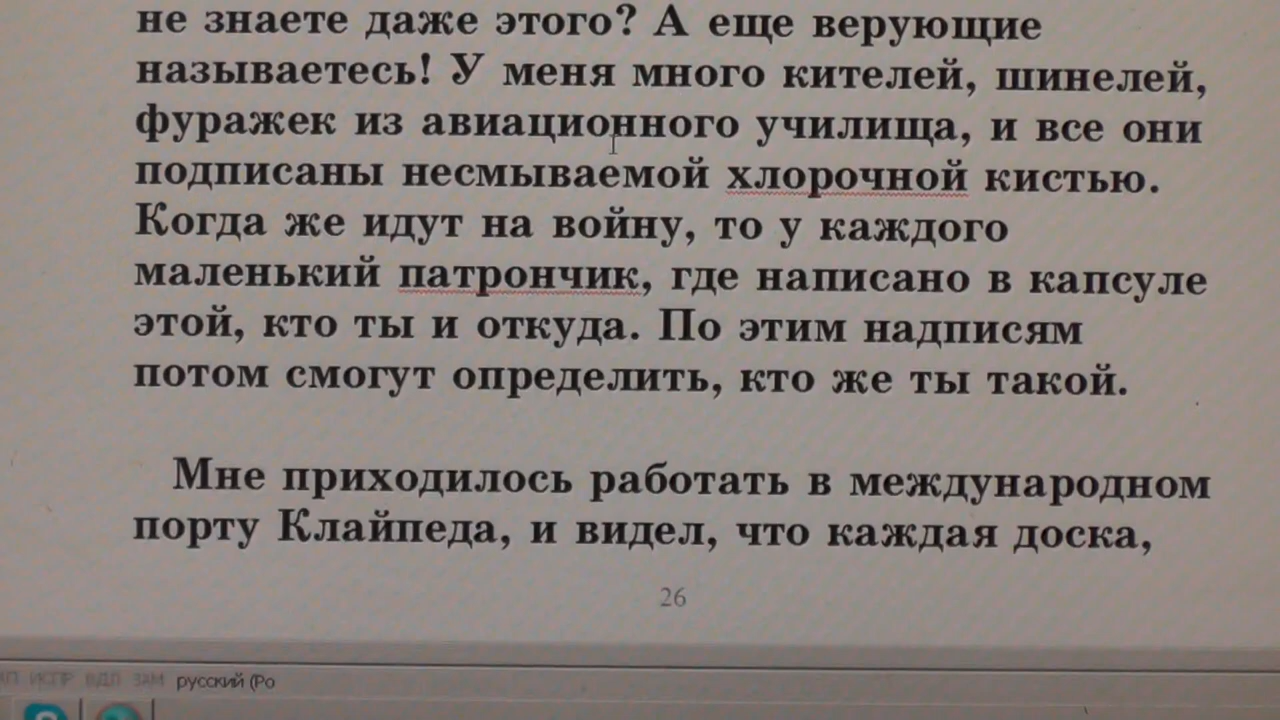 не знаете даже этого? А еще верующие
называетесь! У меня много кителей, шинелей,
фуражек из авиационного училища, и все они
подписаны несмываемой хлорочной кистью.
Когда же идут на войну, то у каждого
маленький патрончик, где написано в капсуле
этой, кто ты и откуда. По этим надписям
потом смогут определить, кто же ты такой.
Мне приходилось работать в международном
порту Клайпеда, и видел, что каждая доска,
26
ИСПР ВДЛ ЗАМ русский (Ро